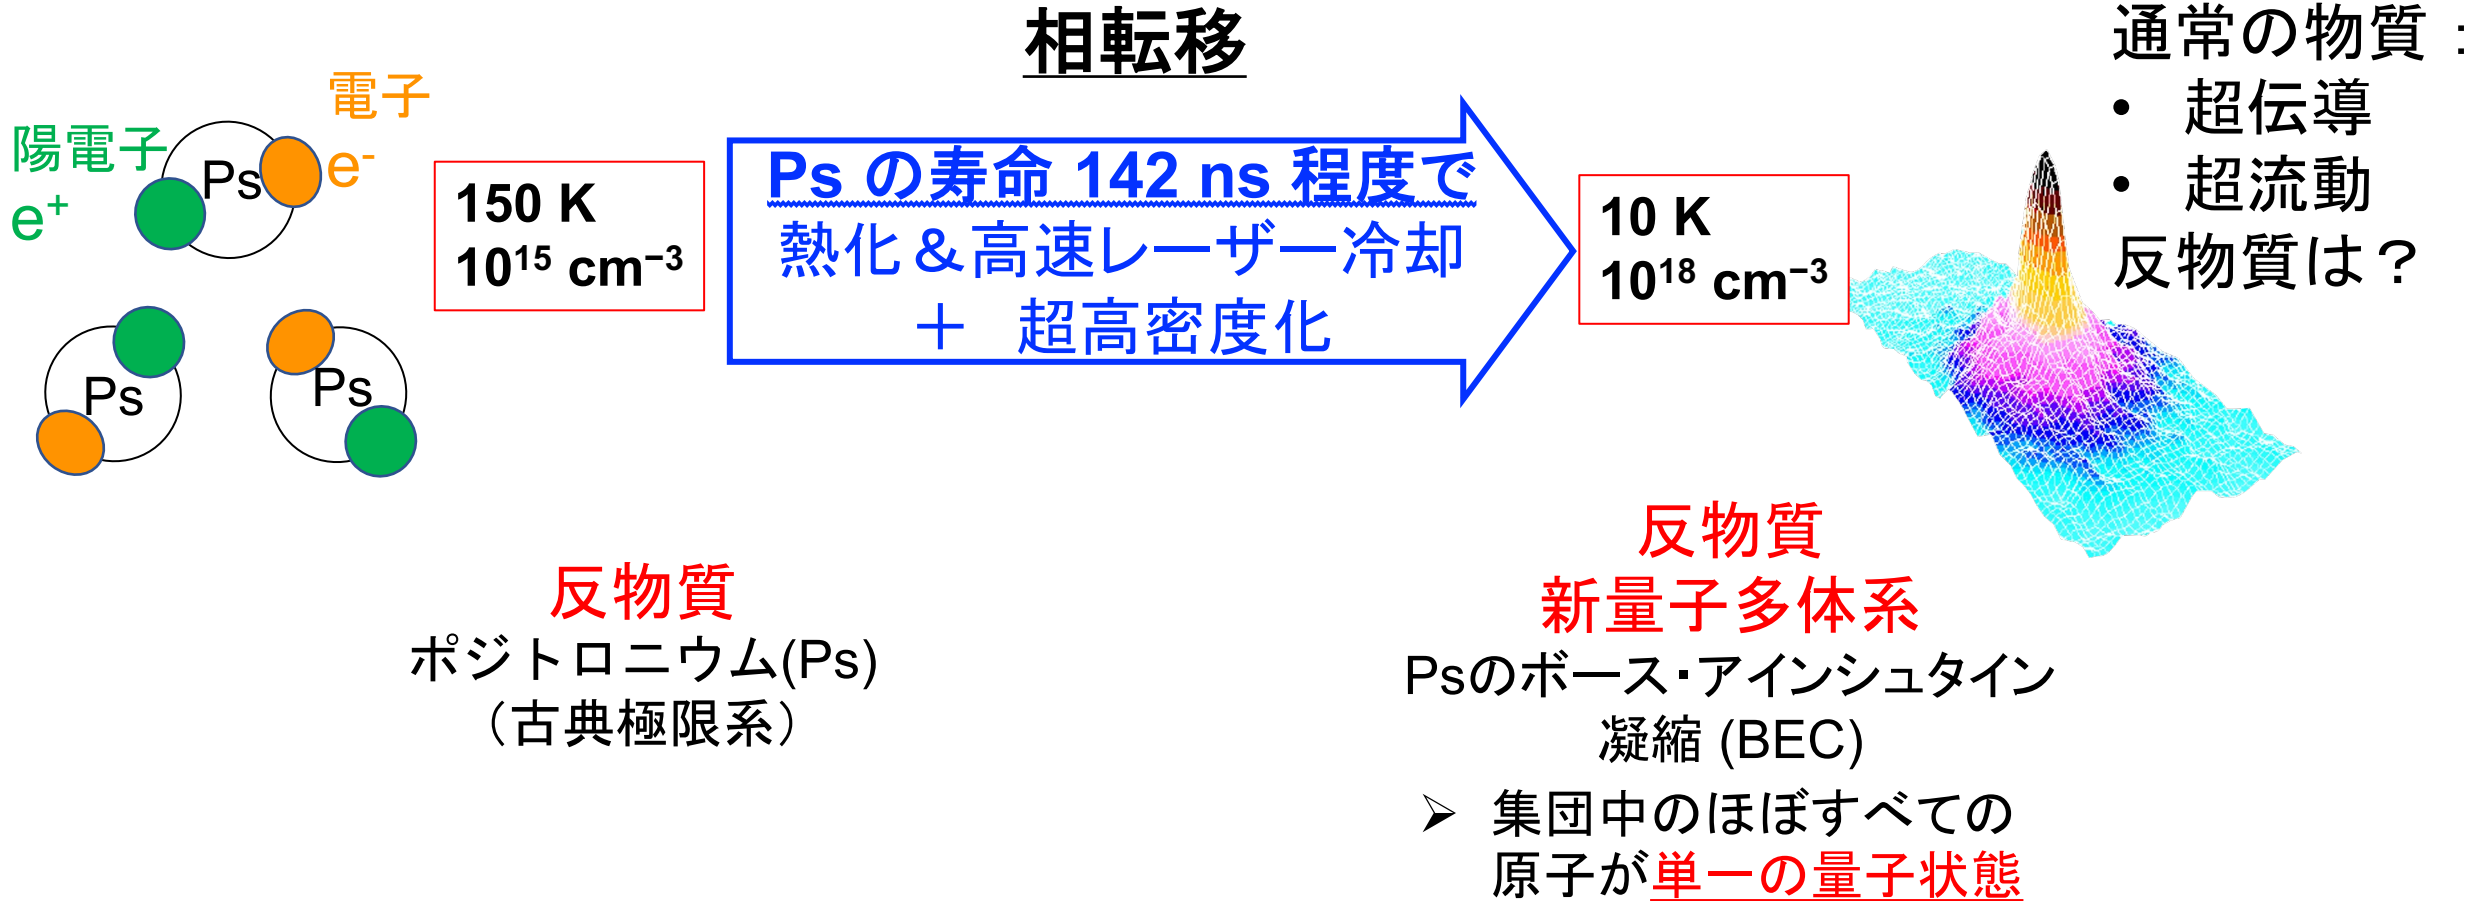 相転移
陽電子
e⁺
電子
e⁻
Ps
Ps
Ps
150 K
10¹⁵ cm⁻³
Ps の寿命 142 ns 程度で
熱化＆高速レーザー冷却
＋ 超高密度化
10 K
10¹⁸ cm⁻³
通常の物質：
• 超伝導
• 超流動
反物質は？
反物質
ポジトロニウム(Ps)
（古典極限系）
反物質
新量子多体系
Psのボース・アインシュタイン
凝縮 (BEC)
➢ 集団中のほぼすべての
原子が単一の量子状態